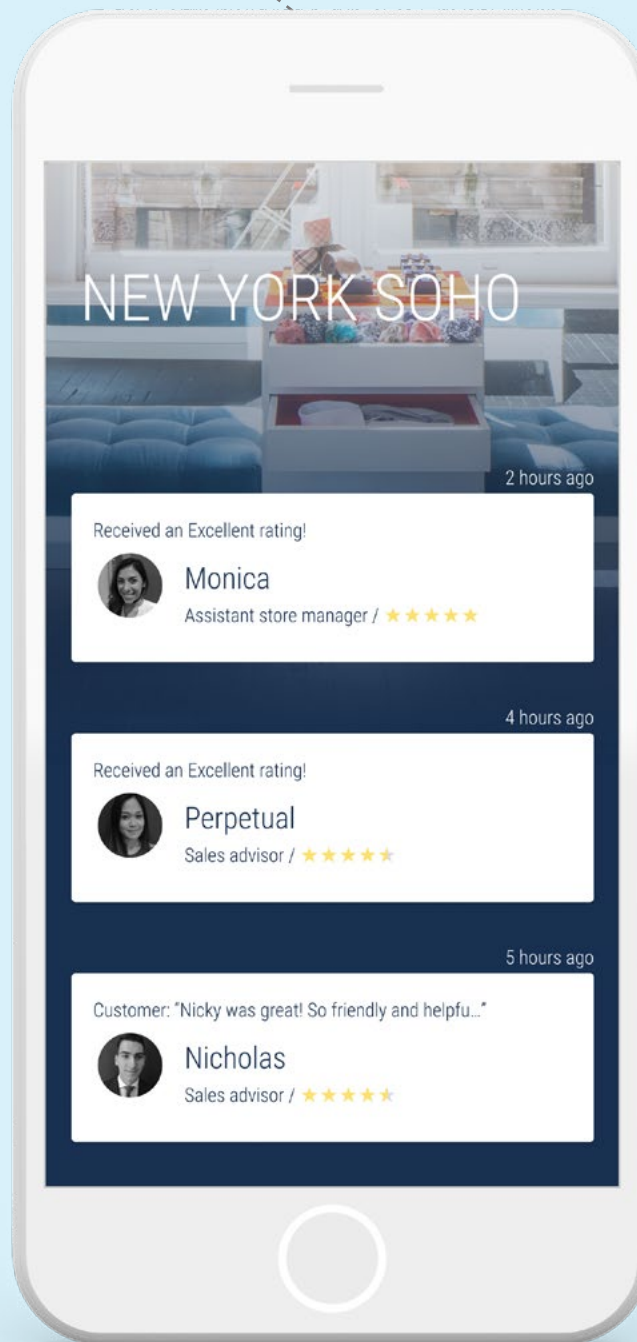 NEW YORK SOHO
2 hours ago
Received an Excellent rating!
Monica
Assistant store manager / ★★★★★
4 hours ago
Received an Excellent rating!
Perpetual
Sales advisor /
5 hours ago
Customer: “Nicky was great! So friendly and helpfu...”
Nicholas
Sales advisor /